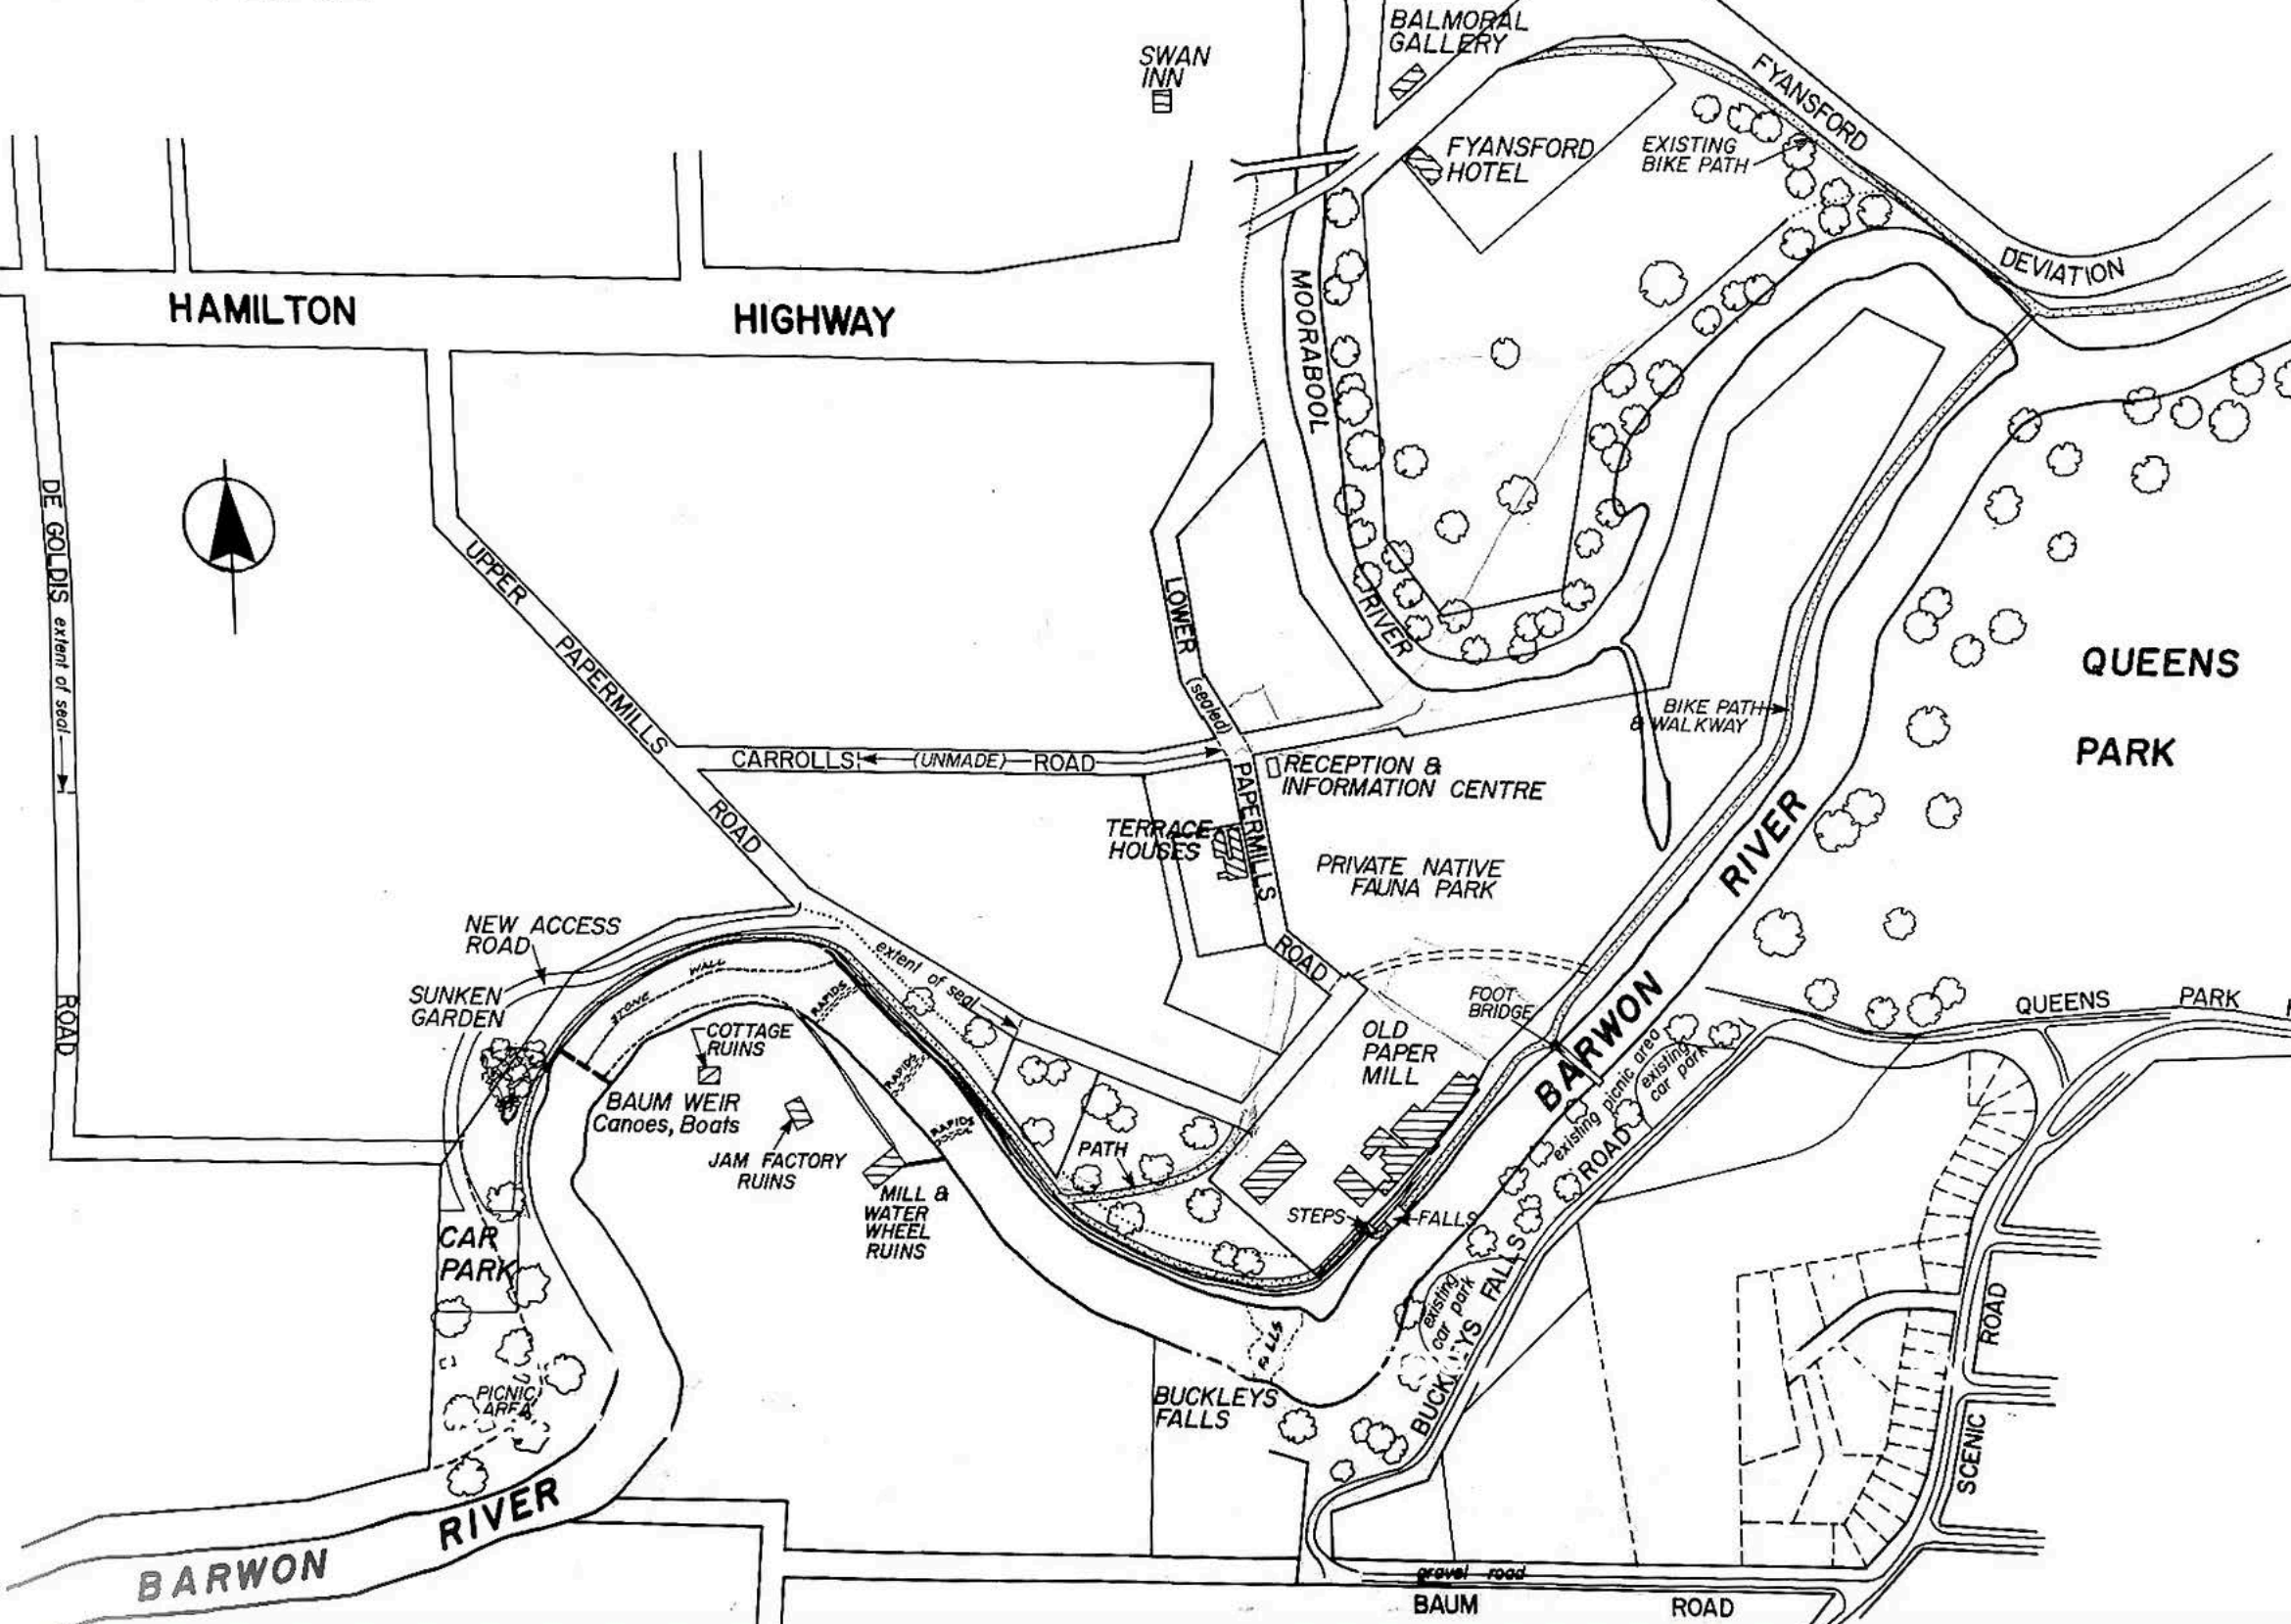 BALMORAL
GALLERY
SWAN
INN
FYANSFORD
DEVIATION
FYANSFORD
HOTEL
EXISTING
BIKE PATH
HAMILTON HIGHWAY
MOORABOOL
RIVER
DE GOLDIS extent of seal
ROAD
UPPER PAPERMILLS ROAD
LOWER (sealed) PAPERMILLS ROAD
QUEENS
PARK
BIKE PATH
& WALKWAY
CARROLLS (UNMADE) ROAD
RECEPTION &
INFORMATION CENTRE
TERRACE
HOUSES
PRIVATE NATIVE
FAUNA PARK
BARWON RIVER
NEW ACCESS
ROAD
extent of seal
STONE WALL
SUNKEN
GARDEN
RAPIDS
RAPIDS
RAPIDS
FOOT
BRIDGE
QUEENS PARK
COTTAGE
RUINS
OLD
PAPER
MILL
existing picnic area
existing
car park
BAUM WEIR
Canoes, Boats
JAM FACTORY
RUINS
PATH
MILL &
WATER
WHEEL
RUINS
STEPS
FALLS
CAR
PARK
existing
car park
FALLS
BUCKLEYS FALLS ROAD
PICNIC
AREA
BUCKLEYS
FALLS
SCENIC ROAD
BARWON RIVER
gravel road
BAUM ROAD